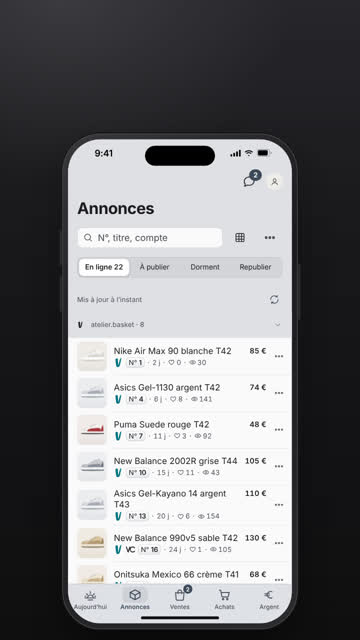 9:41
2
Annonces
N°, titre, compte
En ligne 22 À publier Dorment Republier
Mis à jour à l'instant
atelier.basket · 8
Nike Air Max 90 blanche T42 85 €
N° 1 · 2 j · 0 · 30
Asics Gel-1130 argent T42 74 €
N° 4 · 6 j · 8 · 141
Puma Suede rouge T42 48 €
N° 7 · 11 j · 3 · 92
New Balance 2002R grise T44 105 €
N° 10 · 15 j · 11 · 43
Asics Gel-Kayano 14 argent 110 €
T43
N° 13 · 20 j · 6 · 154
New Balance 990v5 sable T42 130 €
VC N° 16 · 24 j · 1 · 105
Onitsuka Mexico 66 crème T41 68 €
2
Aujourd'hui Annonces Ventes Achats Argent